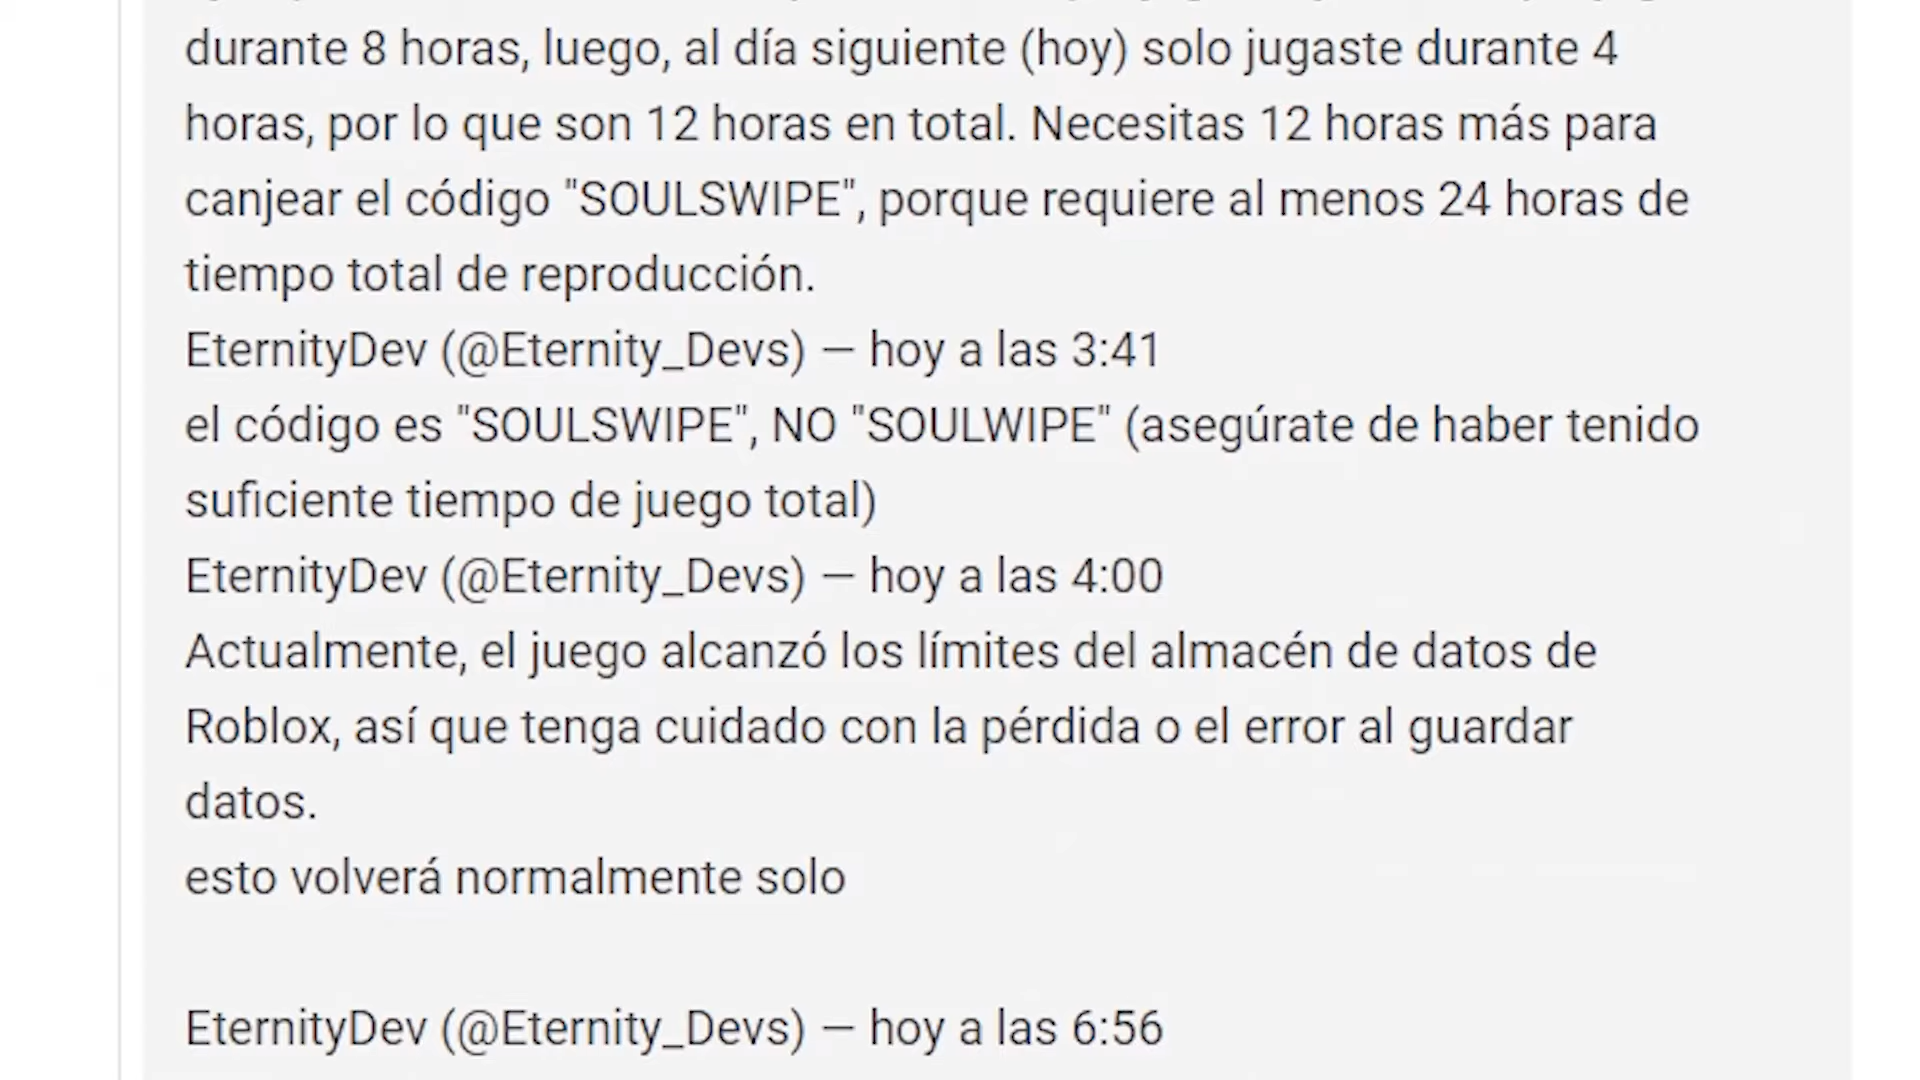 durante 8 horas, luego, al día siguiente (hoy) solo jugaste durante 4
horas, por lo que son 12 horas en total. Necesitas 12 horas más para
canjear el código "SOULSWIPE", porque requiere al menos 24 horas de
tiempo total de reproducción.
EternityDev (@Eternity_Devs) — hoy a las 3:41
el código es "SOULSWIPE", NO "SOULWIPE" (asegúrate de haber tenido
suficiente tiempo de juego total)
EternityDev (@Eternity_Devs) — hoy a las 4:00
Actualmente, el juego alcanzó los límites del almacén de datos de
Roblox, así que tenga cuidado con la pérdida o el error al guardar
datos.
esto volverá normalmente solo
EternityDev (@Eternity_Devs) — hoy a las 6:56